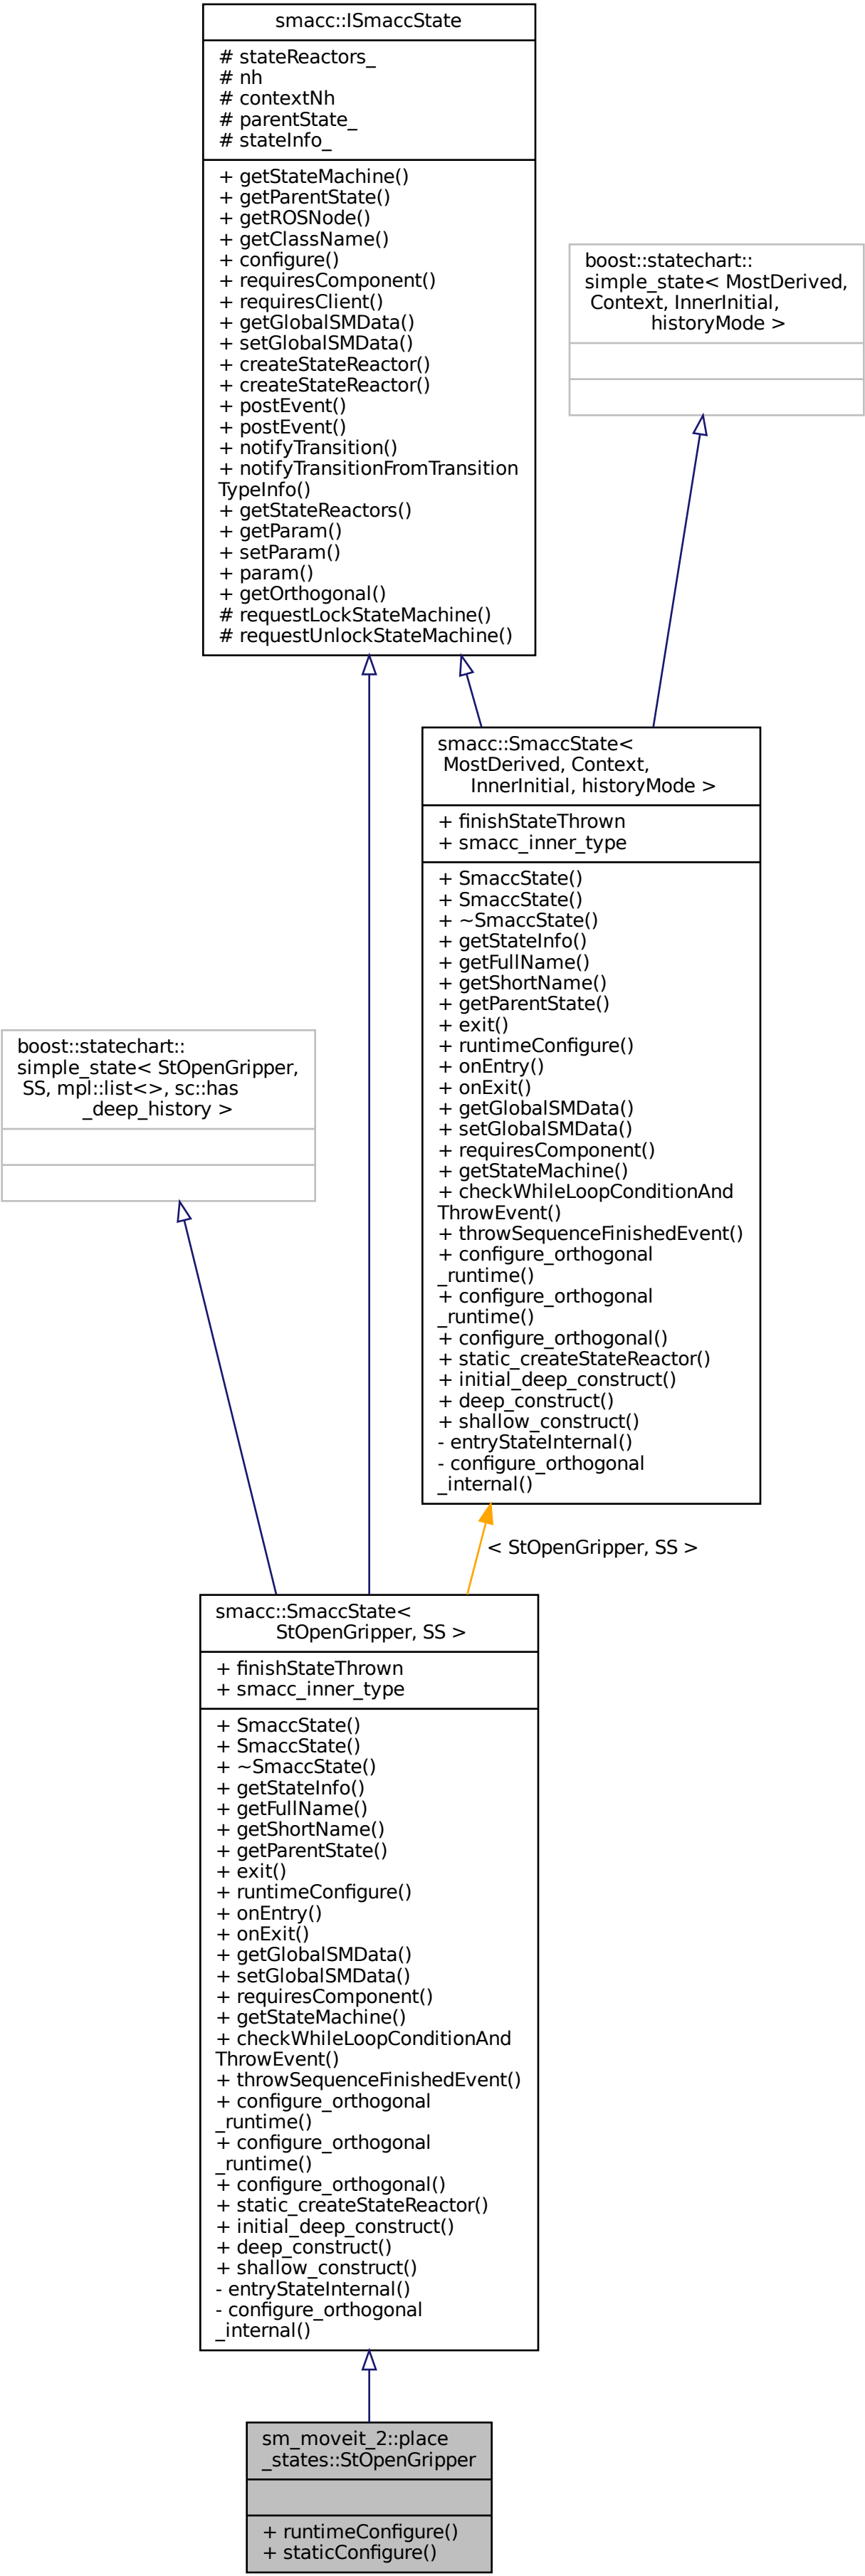 smacc::ISmaccState
# stateReactors_
# nh
# contextNh
# parentState_
# stateInfo_
+ getStateMachine()
+ getParentState()
+ getROSNode()
+ getClassName()
+ configure()
+ requiresComponent()
+ requiresClient()
+ getGlobalSMData()
+ setGlobalSMData()
+ createStateReactor()
+ createStateReactor()
+ postEvent()
+ postEvent()
+ notifyTransition()
+ notifyTransitionFromTransition
TypeInfo()
+ getStateReactors()
+ getParam()
+ setParam()
+ param()
+ getOrthogonal()
# requestLockStateMachine()
# requestUnlockStateMachine()
boost::statechart::
simple_state< MostDerived,
Context, InnerInitial,
historyMode >
smacc::SmaccState<
MostDerived, Context,
InnerInitial, historyMode >
+ finishStateThrown
+ smacc_inner_type
+ SmaccState()
+ SmaccState()
+ ~SmaccState()
+ getStateInfo()
+ getFullName()
+ getShortName()
+ getParentState()
+ exit()
+ runtimeConfigure()
+ onEntry()
+ onExit()
+ getGlobalSMData()
+ setGlobalSMData()
+ requiresComponent()
+ getStateMachine()
+ checkWhileLoopConditionAnd
ThrowEvent()
+ throwSequenceFinishedEvent()
+ configure_orthogonal
_runtime()
+ configure_orthogonal
_runtime()
+ configure_orthogonal()
+ static_createStateReactor()
+ initial_deep_construct()
+ deep_construct()
+ shallow_construct()
- entryStateInternal()
- configure_orthogonal
_internal()
boost::statechart::
simple_state< StOpenGripper,
SS, mpl::list<>, sc::has
_deep_history >
< StOpenGripper, SS >
smacc::SmaccState<
StOpenGripper, SS >
+ finishStateThrown
+ smacc_inner_type
+ SmaccState()
+ SmaccState()
+ ~SmaccState()
+ getStateInfo()
+ getFullName()
+ getShortName()
+ getParentState()
+ exit()
+ runtimeConfigure()
+ onEntry()
+ onExit()
+ getGlobalSMData()
+ setGlobalSMData()
+ requiresComponent()
+ getStateMachine()
+ checkWhileLoopConditionAnd
ThrowEvent()
+ throwSequenceFinishedEvent()
+ configure_orthogonal
_runtime()
+ configure_orthogonal
_runtime()
+ configure_orthogonal()
+ static_createStateReactor()
+ initial_deep_construct()
+ deep_construct()
+ shallow_construct()
- entryStateInternal()
- configure_orthogonal
_internal()
sm_moveit_2::place
_states::StOpenGripper
+ runtimeConfigure()
+ staticConfigure()